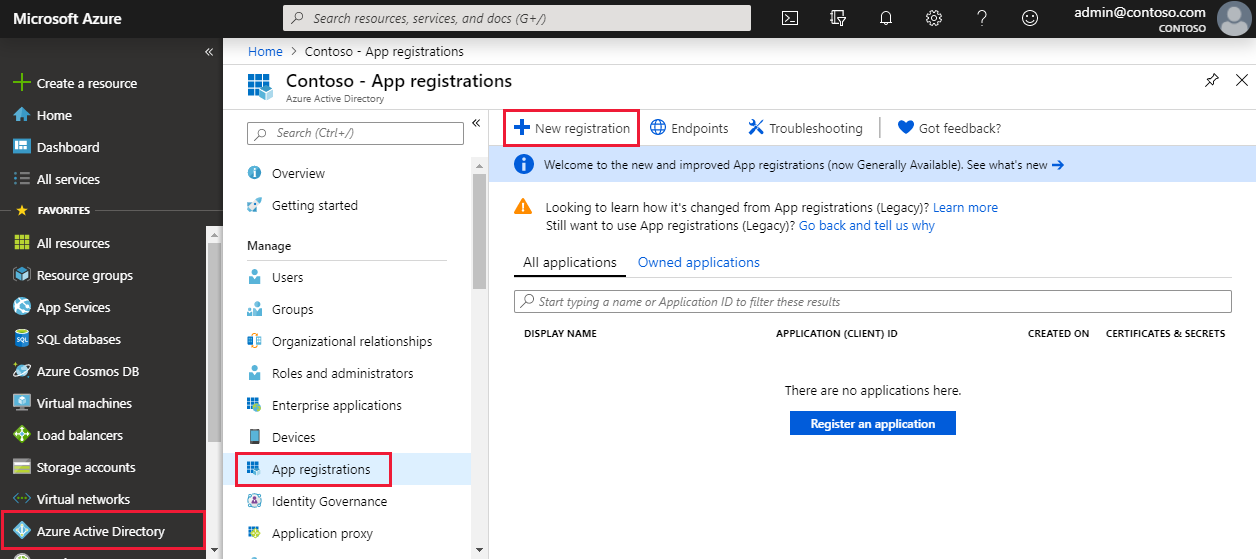 Microsoft Azure
Search resources, services, and docs (G+/)
admin@contoso.com
CONTOSO
Create a resource
Home
Dashboard
All services
FAVORITES
All resources
Resource groups
App Services
SQL databases
Azure Cosmos DB
Virtual machines
Load balancers
Storage accounts
Virtual networks
Azure Active Directory
Home > Contoso - App registrations
Contoso - App registrations
Azure Active Directory
Search (Ctrl+/)
Overview
Getting started
Manage
Users
Groups
Organizational relationships
Roles and administrators
Enterprise applications
Devices
App registrations
Identity Governance
Application proxy
New registration Endpoints Troubleshooting Got feedback?
Welcome to the new and improved App registrations (now Generally Available). See what's new →
Looking to learn how it's changed from App registrations (Legacy)? Learn more
Still want to use App registrations (Legacy)? Go back and tell us why
All applications Owned applications
Start typing a name or Application ID to filter these results
DISPLAY NAME APPLICATION (CLIENT) ID CREATED ON CERTIFICATES & SECRETS
There are no applications here.
Register an application